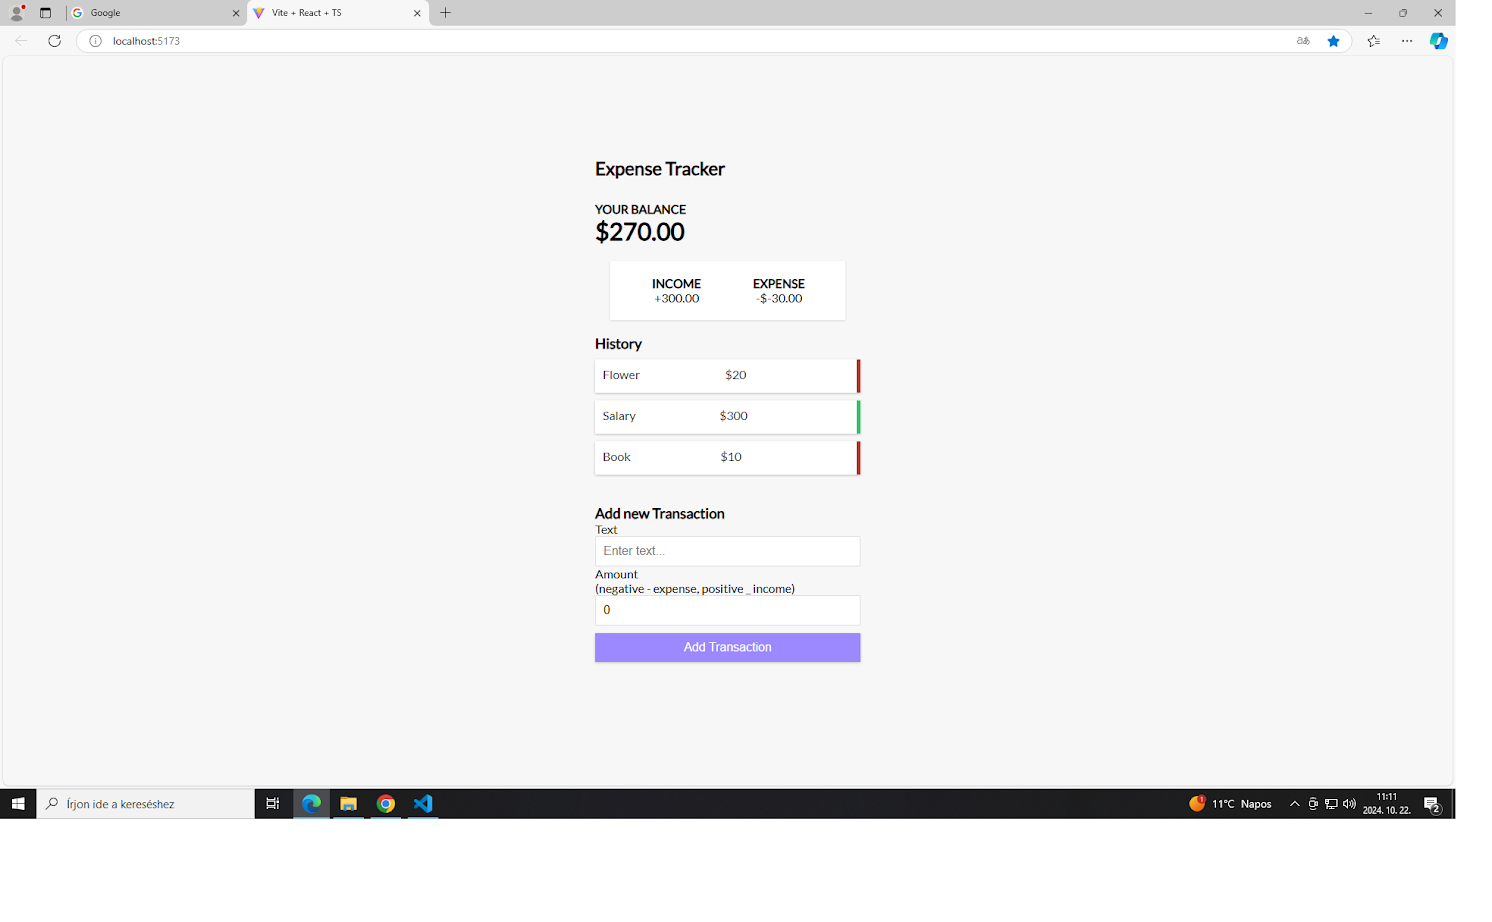 Google
Vite + React + TS
localhost:5173
Expense Tracker
YOUR BALANCE
$270.00
INCOME EXPENSE
+300.00 -$-30.00
History
Flower $20
Salary $300
Book $10
Add new Transaction
Text
Enter text...
Amount
(negative - expense, positive _ income)
0
Add Transaction
Írjon ide a kereséshez
11°C Napos
11:11
2024. 10. 22.
2